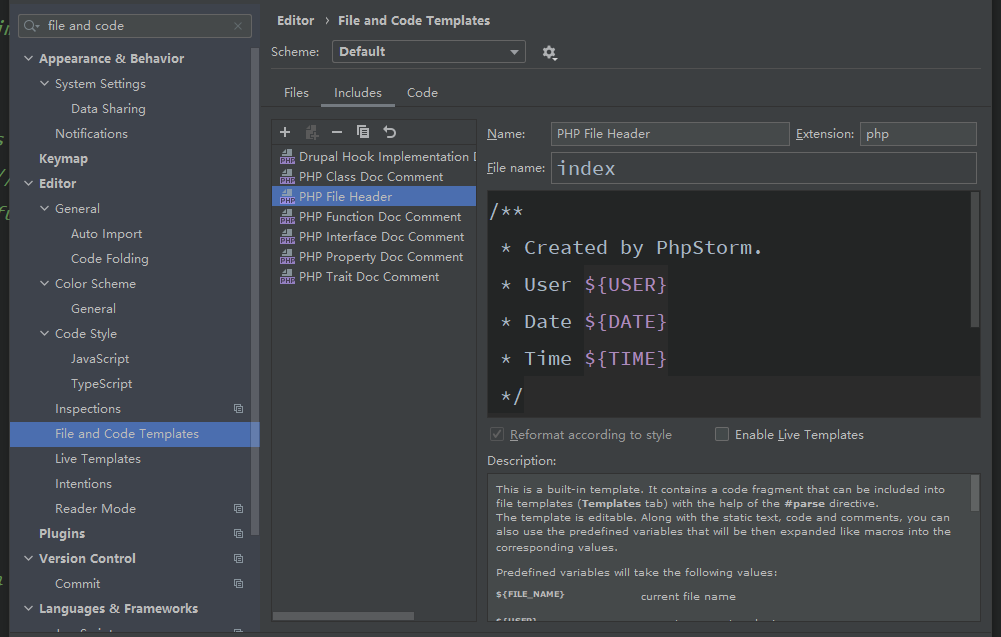 file and code
Appearance & Behavior
System Settings
Data Sharing
Notifications
Keymap
Editor
General
Auto Import
Code Folding
Color Scheme
General
Code Style
JavaScript
TypeScript
Inspections
File and Code Templates
Live Templates
Intentions
Reader Mode
Plugins
Version Control
Commit
Languages & Frameworks
Editor › File and Code Templates
Scheme: Default
Files Includes Code
Drupal Hook Implementation
PHP Class Doc Comment
PHP File Header
PHP Function Doc Comment
PHP Interface Doc Comment
PHP Property Doc Comment
PHP Trait Doc Comment
Name: PHP File Header Extension: php
File name: index
/**
* Created by PhpStorm.
* User ${USER}
* Date ${DATE}
* Time ${TIME}
*/
Reformat according to style Enable Live Templates
Description:
This is a built-in template. It contains a code fragment that can be included into
file templates (Templates tab) with the help of the #parse directive.
The template is editable. Along with the static text, code and comments, you can
also use the predefined variables that will be then expanded like macros into the
corresponding values.
Predefined variables will take the following values:
${FILE_NAME} current file name